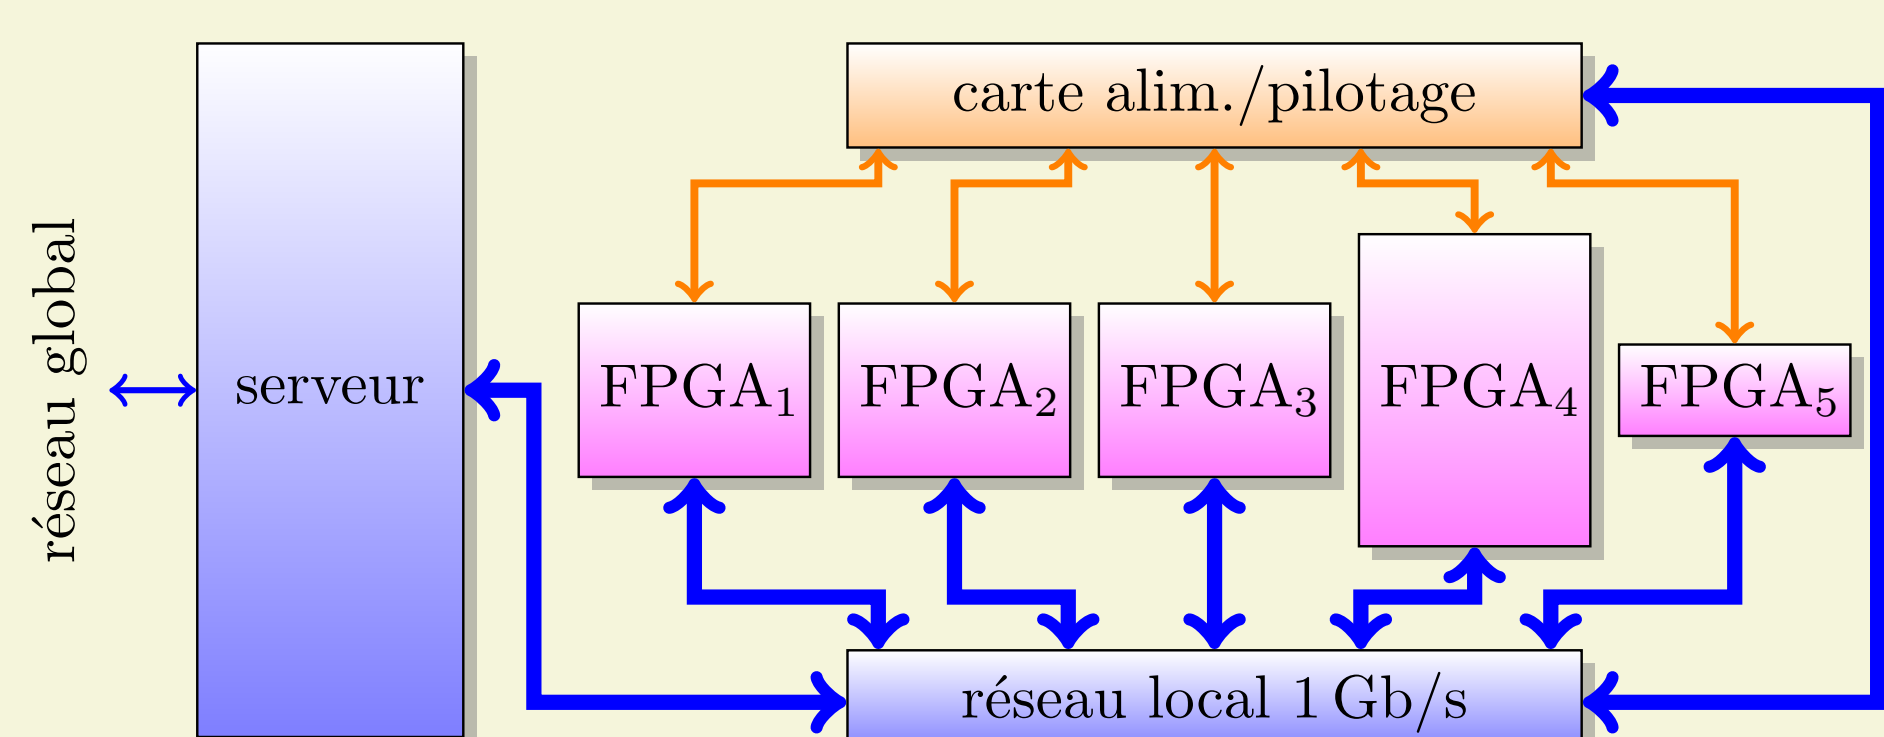 réseau global
serveur
carte alim./pilotage
FPGA₁
FPGA₂
FPGA₃
FPGA₄
FPGA₅
réseau local 1 Gb/s